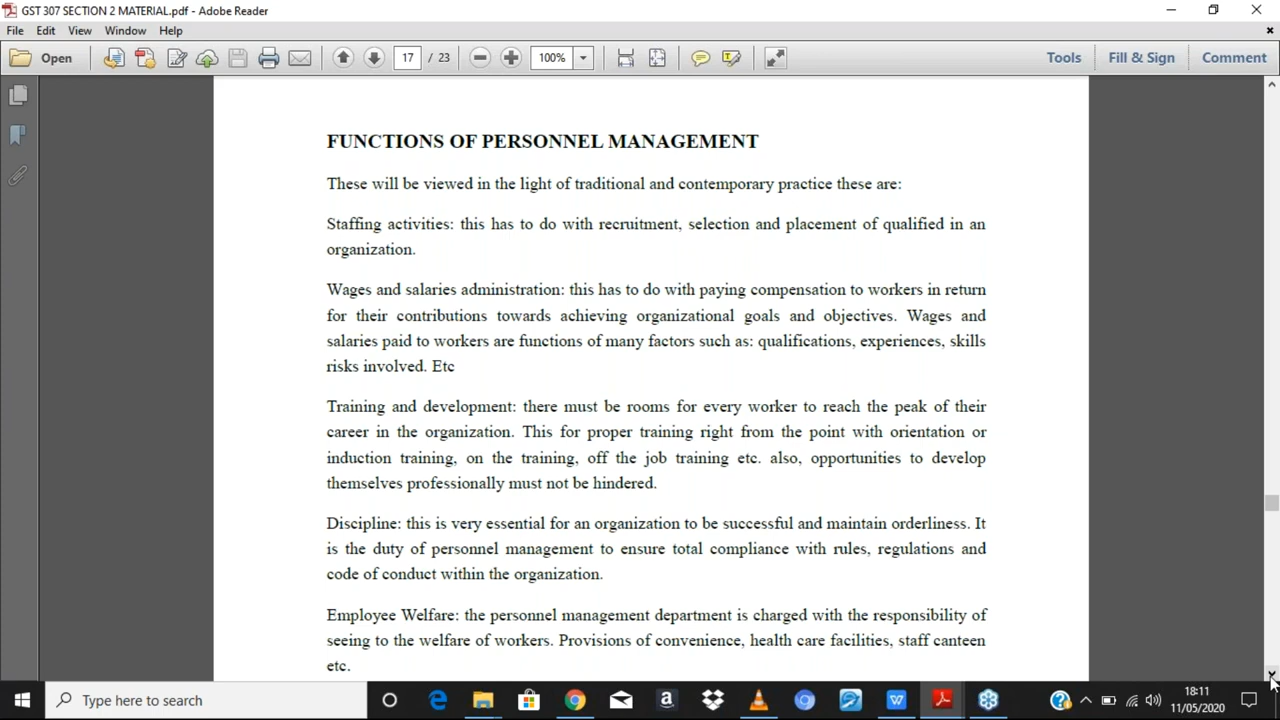 GST 307 SECTION 2 MATERIAL.pdf - Adobe Reader
File Edit View Window Help
Open 17 / 23 100% Tools Fill & Sign Comment
FUNCTIONS OF PERSONNEL MANAGEMENT
These will be viewed in the light of traditional and contemporary practice these are:
Staffing activities: this has to do with recruitment, selection and placement of qualified in an
organization.
Wages and salaries administration: this has to do with paying compensation to workers in return
for their contributions towards achieving organizational goals and objectives. Wages and
salaries paid to workers are functions of many factors such as: qualifications, experiences, skills
risks involved. Etc
Training and development: there must be rooms for every worker to reach the peak of their
career in the organization. This for proper training right from the point with orientation or
induction training, on the training, off the job training etc. also, opportunities to develop
themselves professionally must not be hindered.
Discipline: this is very essential for an organization to be successful and maintain orderliness. It
is the duty of personnel management to ensure total compliance with rules, regulations and
code of conduct within the organization.
Employee Welfare: the personnel management department is charged with the responsibility of
seeing to the welfare of workers. Provisions of convenience, health care facilities, staff canteen
etc.
Type here to search
18:11
11/05/2020